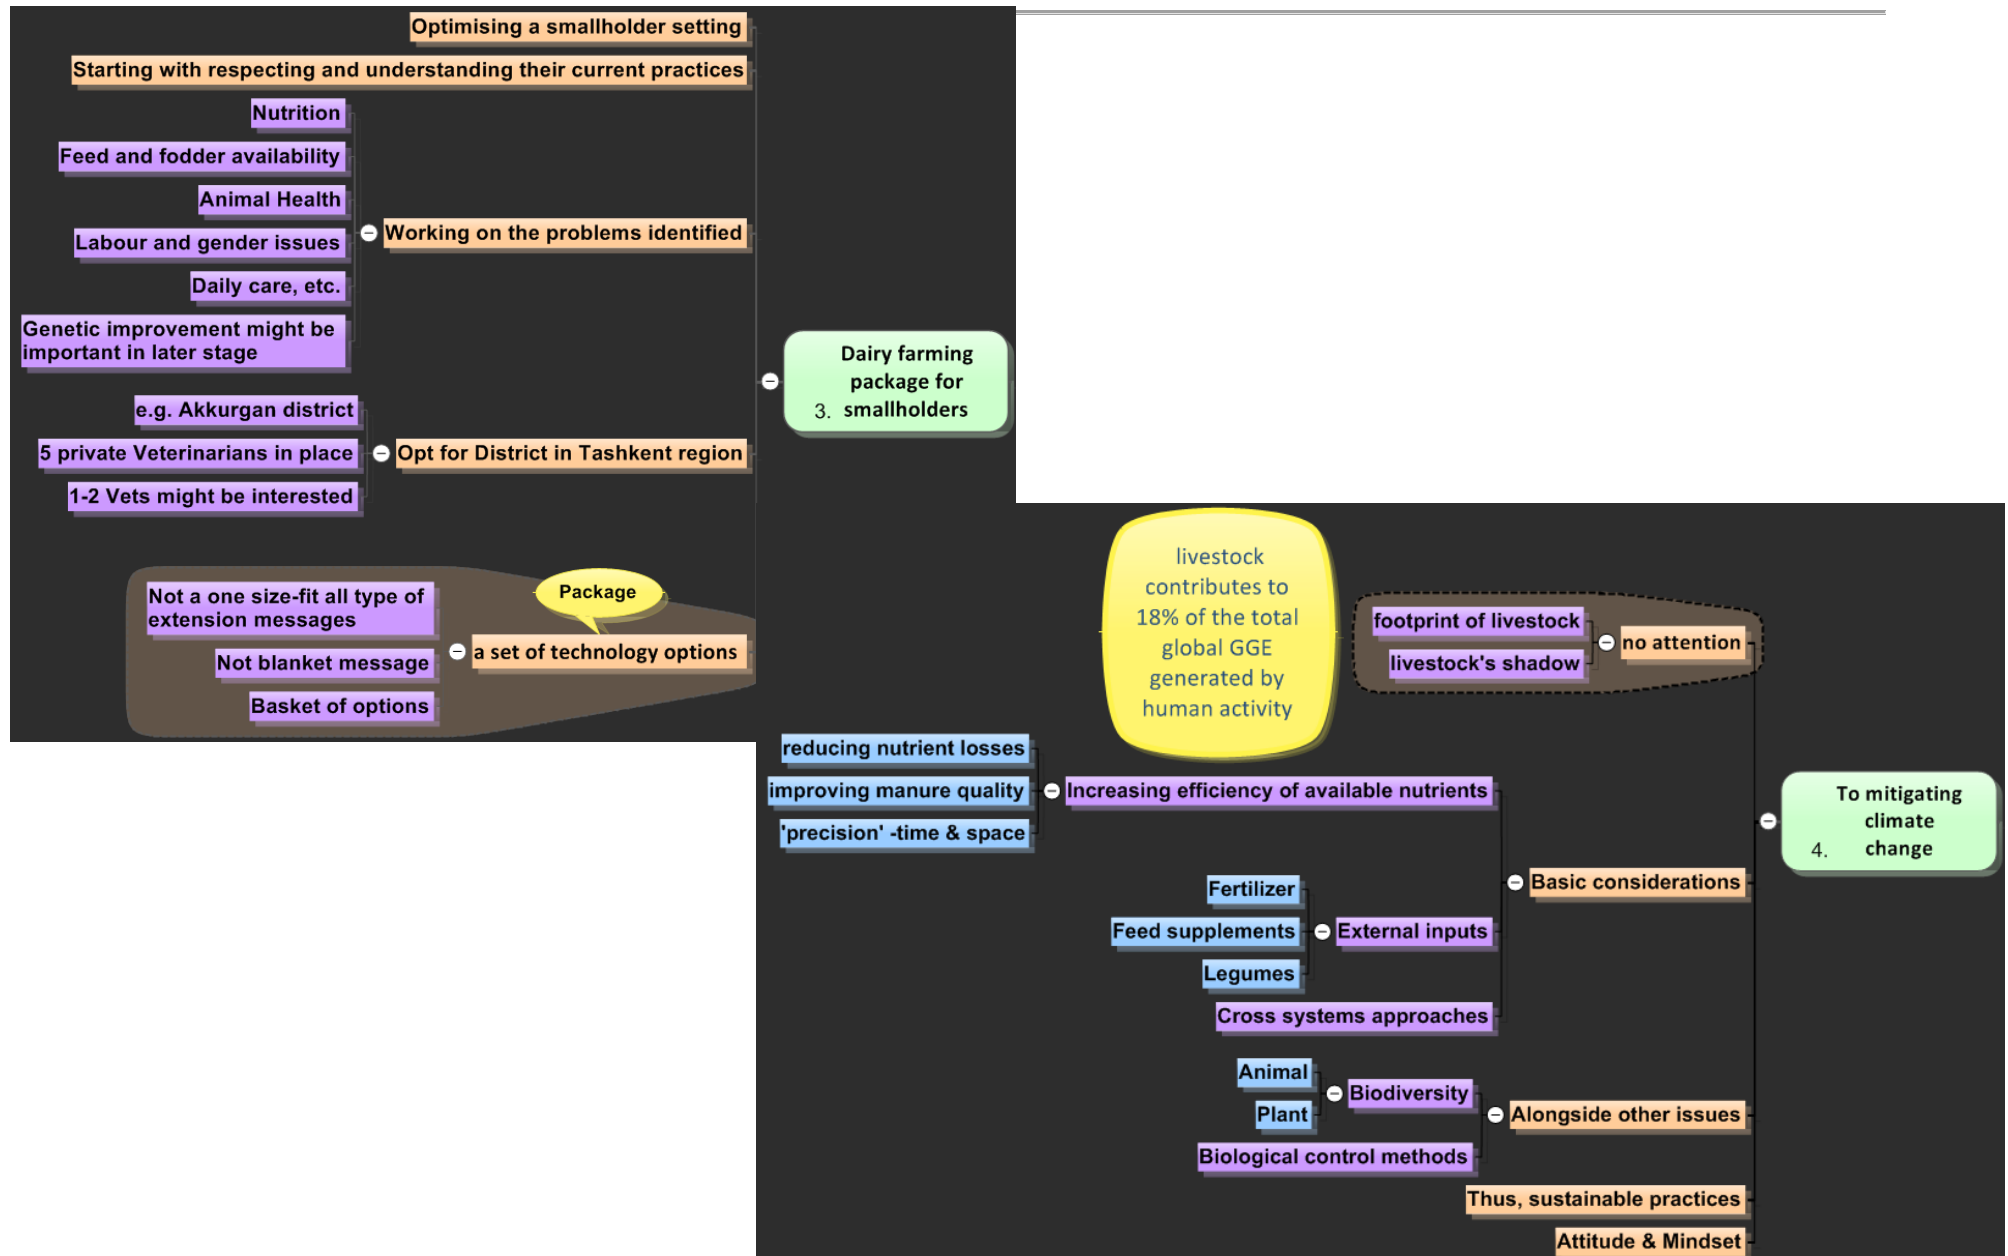 Optimising a smallholder setting
Starting with respecting and understanding their current practices
Nutrition
Feed and fodder availability
Animal Health
Labour and gender issues
Daily care, etc.
Genetic improvement might be
important in later stage
Working on the problems identified
e.g. Akkurgan district
5 private Veterinarians in place
1-2 Vets might be interested
Opt for District in Tashkent region
Dairy farming
package for
3. smallholders
Package
Not a one size-fit all type of
extension messages
Not blanket message
Basket of options
a set of technology options
livestock
contributes to
18% of the total
global GGE
generated by
human activity
footprint of livestock
livestock's shadow
no attention
reducing nutrient losses
improving manure quality
'precision' -time & space
Increasing efficiency of available nutrients
Fertilizer
Feed supplements
Legumes
External inputs
Cross systems approaches
Basic considerations
To mitigating
climate
4. change
Animal
Plant
Biodiversity
Biological control methods
Alongside other issues
Thus, sustainable practices
Attitude & Mindset